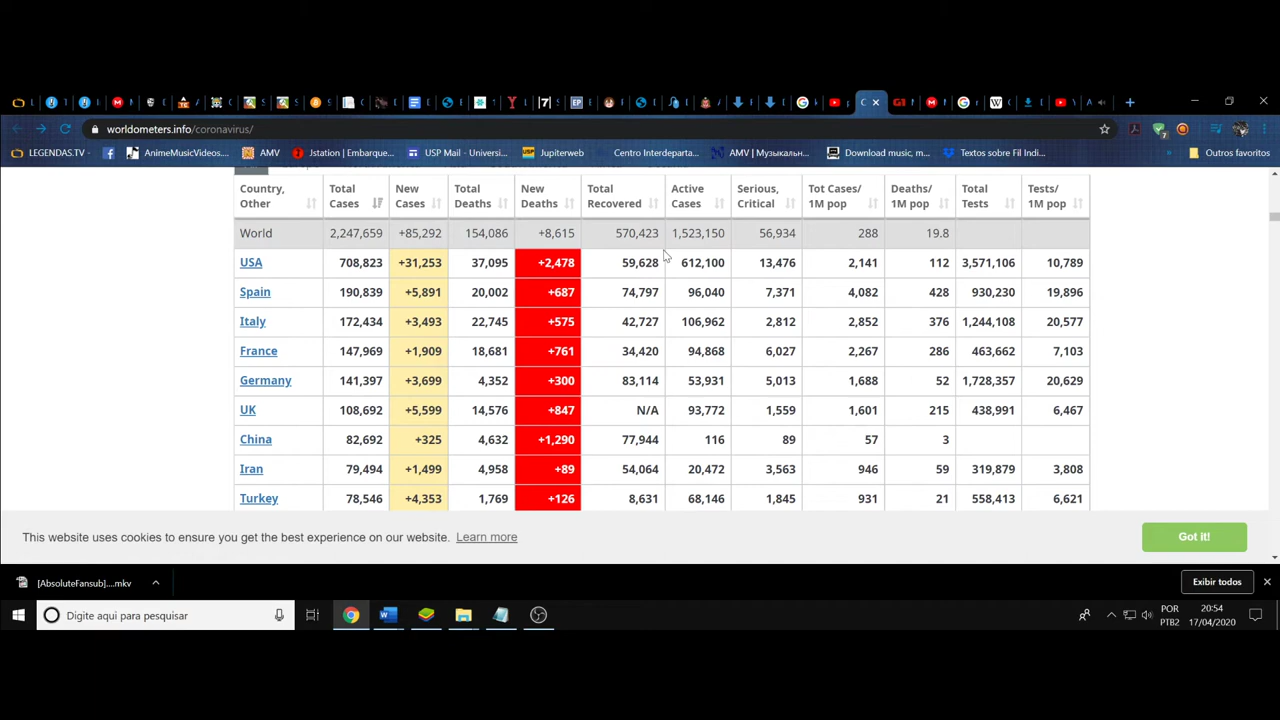 worldometers.info/coronavirus/
LEGENDAS.TV - Queb... AnimeMusicVideos.... AMV Jstation | Embarque... USP Mail - Universi... Jupiterweb Centro Interdeparta... AMV | Музыкальн... Download music, m... Textos sobre Fil Indi... » Outros favoritos
Country, Other Total Cases New Cases Total Deaths New Deaths Total Recovered Active Cases Serious, Critical Tot Cases/ 1M pop Deaths/ 1M pop Total Tests Tests/ 1M pop
World 2,247,659 +85,292 154,086 +8,615 570,423 1,523,150 56,934 288 19.8
USA 708,823 +31,253 37,095 +2,478 59,628 612,100 13,476 2,141 112 3,571,106 10,789
Spain 190,839 +5,891 20,002 +687 74,797 96,040 7,371 4,082 428 930,230 19,896
Italy 172,434 +3,493 22,745 +575 42,727 106,962 2,812 2,852 376 1,244,108 20,577
France 147,969 +1,909 18,681 +761 34,420 94,868 6,027 2,267 286 463,662 7,103
Germany 141,397 +3,699 4,352 +300 83,114 53,931 5,013 1,688 52 1,728,357 20,629
UK 108,692 +5,599 14,576 +847 N/A 93,772 1,559 1,601 215 438,991 6,467
China 82,692 +325 4,632 +1,290 77,944 116 89 57 3
Iran 79,494 +1,499 4,958 +89 54,064 20,472 3,563 946 59 319,879 3,808
Turkey 78,546 +4,353 1,769 +126 8,631 68,146 1,845 931 21 558,413 6,621
This website uses cookies to ensure you get the best experience on our website. Learn more Got it!
[AbsoluteFansub]....mkv Exibir todos
Digite aqui para pesquisar POR 20:54
PTB2 17/04/2020